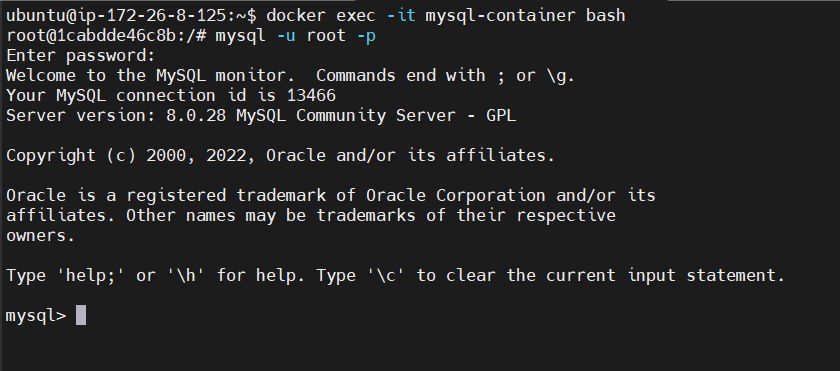 ubuntu@ip-172-26-8-125:~$ docker exec -it mysql-container bash
root@1cabdde46c8b:/# mysql -u root -p
Enter password:
Welcome to the MySQL monitor.  Commands end with ; or \g.
Your MySQL connection id is 13466
Server version: 8.0.28 MySQL Community Server - GPL

Copyright (c) 2000, 2022, Oracle and/or its affiliates.

Oracle is a registered trademark of Oracle Corporation and/or its
affiliates. Other names may be trademarks of their respective
owners.

Type 'help;' or '\h' for help. Type '\c' to clear the current input statement.

mysql>